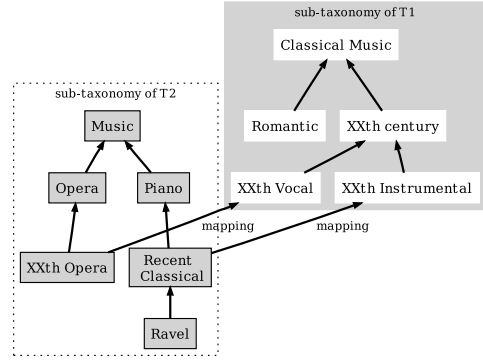 sub-taxonomy of T1
Classical Music
sub-taxonomy of T2
Music
Romantic
XXth century
Opera
Piano
XXth Vocal
XXth Instrumental
mapping
mapping
XXth Opera
Recent
Classical
Ravel